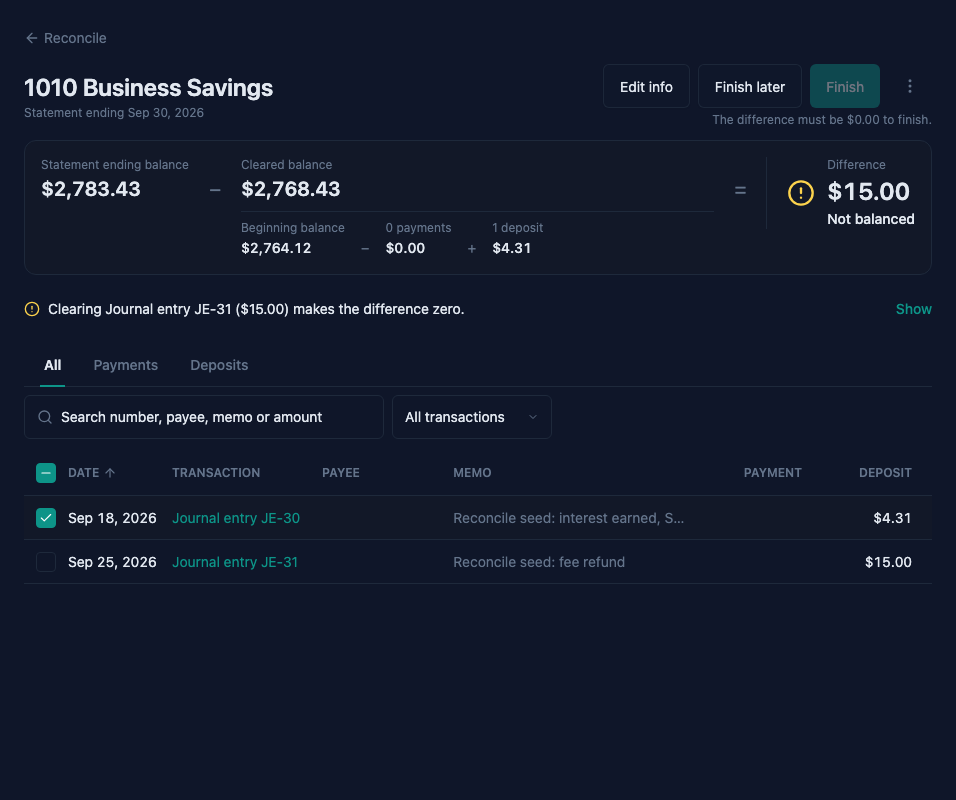 ← Reconcile
1010 Business Savings
Statement ending Sep 30, 2026
Edit info
Finish later
Finish
The difference must be $0.00 to finish.
Statement ending balance
$2,783.43
–
Cleared balance
$2,768.43
=
Difference
$15.00
Not balanced
Beginning balance
$2,764.12
–
0 payments
$0.00
+
1 deposit
$4.31
Clearing Journal entry JE-31 ($15.00) makes the difference zero.
Show
All Payments Deposits
Search number, payee, memo or amount
All transactions
DATE ↑ TRANSACTION PAYEE MEMO PAYMENT DEPOSIT
Sep 18, 2026 Journal entry JE-30 Reconcile seed: interest earned, S... $4.31
Sep 25, 2026 Journal entry JE-31 Reconcile seed: fee refund $15.00